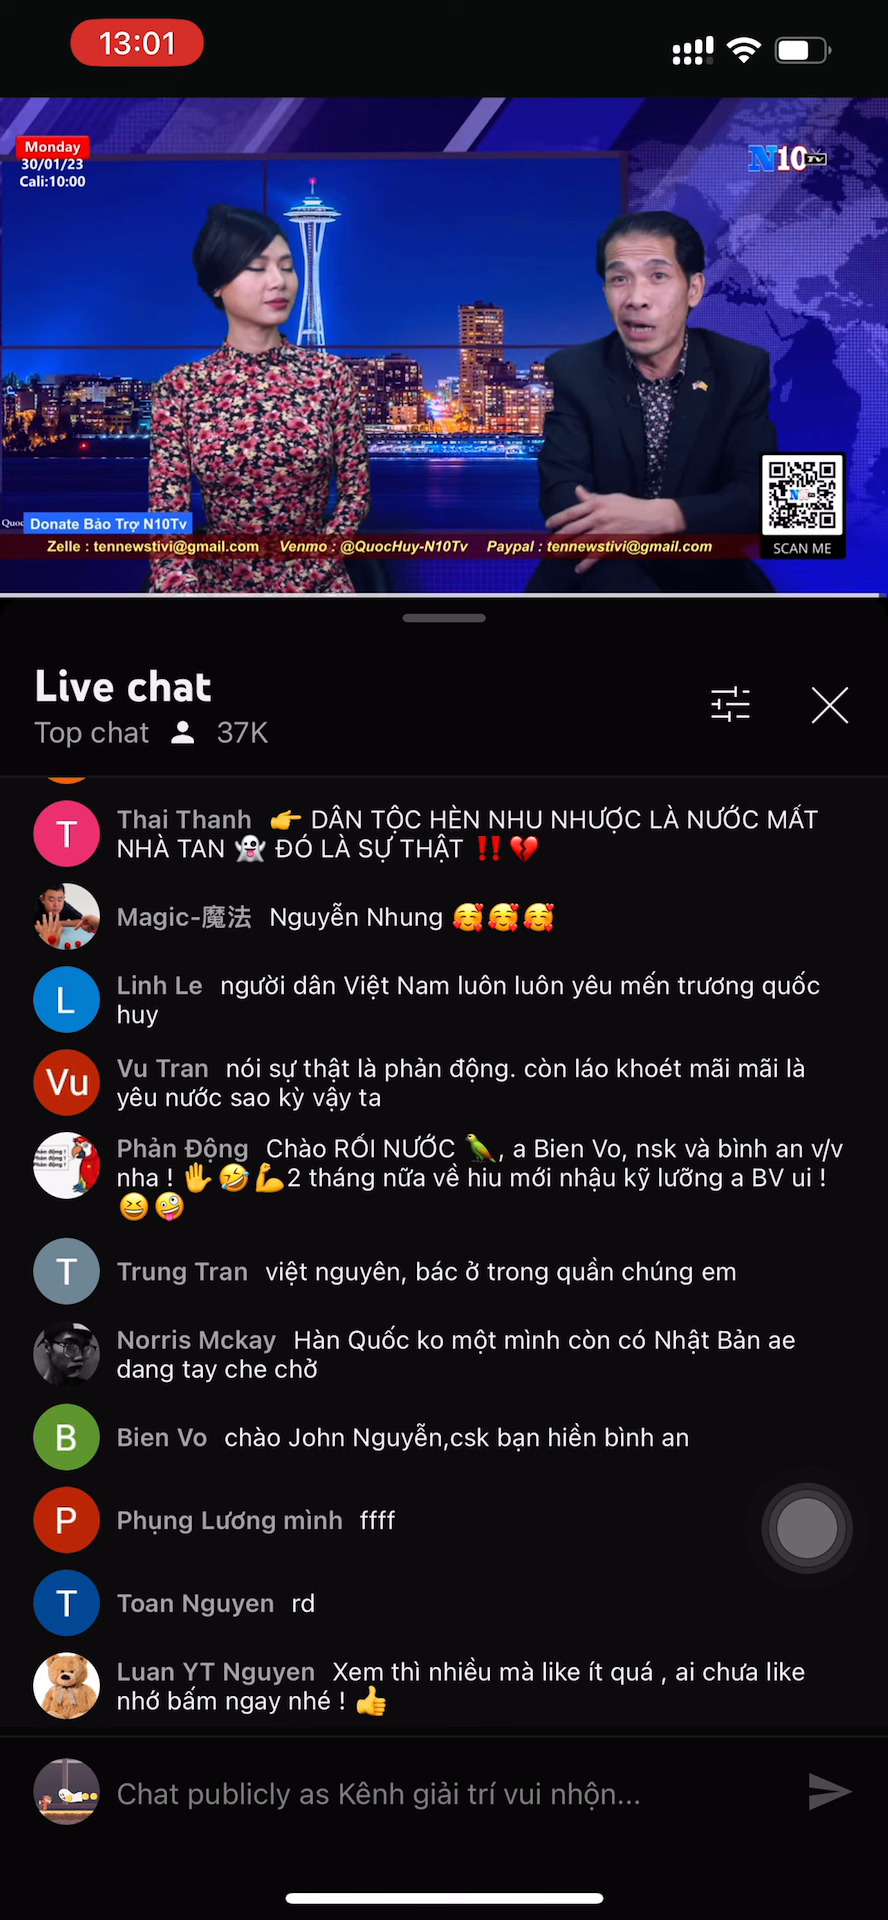 13:01
Monday
30/01/23
Cali:10:00
N10TV
Quoc
Donate Bảo Trợ N10Tv
Zelle : tennewstivi@gmail.com Venmo : @QuocHuy-N10Tv Paypal : tennewstivi@gmail.com
SCAN ME
Live chat
Top chat 37K
T
Thai Thanh 👉 DÂN TỘC HÈN NHU NHƯỢC LÀ NƯỚC MẤT
NHÀ TAN 👻 ĐÓ LÀ SỰ THẬT ‼️💔
Magic-魔法 Nguyễn Nhung 🥰🥰🥰
L
Linh Le người dân Việt Nam luôn luôn yêu mến trương quốc
huy
Vu
Vu Tran nói sự thật là phản động. còn láo khoét mãi mãi là
yêu nước sao kỳ vậy ta
Phản Động Chào RỐI NƯỚC 🦜, a Bien Vo, nsk và bình an v/v
nha ! 🖐🤣💪2 tháng nữa về hiu mới nhậu kỹ lưỡng a BV ui !
😆🤪
T
Trung Tran việt nguyên, bác ở trong quần chúng em
Norris Mckay Hàn Quốc ko một mình còn có Nhật Bản ae
dang tay che chở
B
Bien Vo chào John Nguyễn,csk bạn hiền bình an
P
Phụng Lương mình ffff
T
Toan Nguyen rd
Luan YT Nguyen Xem thì nhiều mà like ít quá , ai chưa like
nhớ bấm ngay nhé ! 👍
Chat publicly as Kênh giải trí vui nhộn...